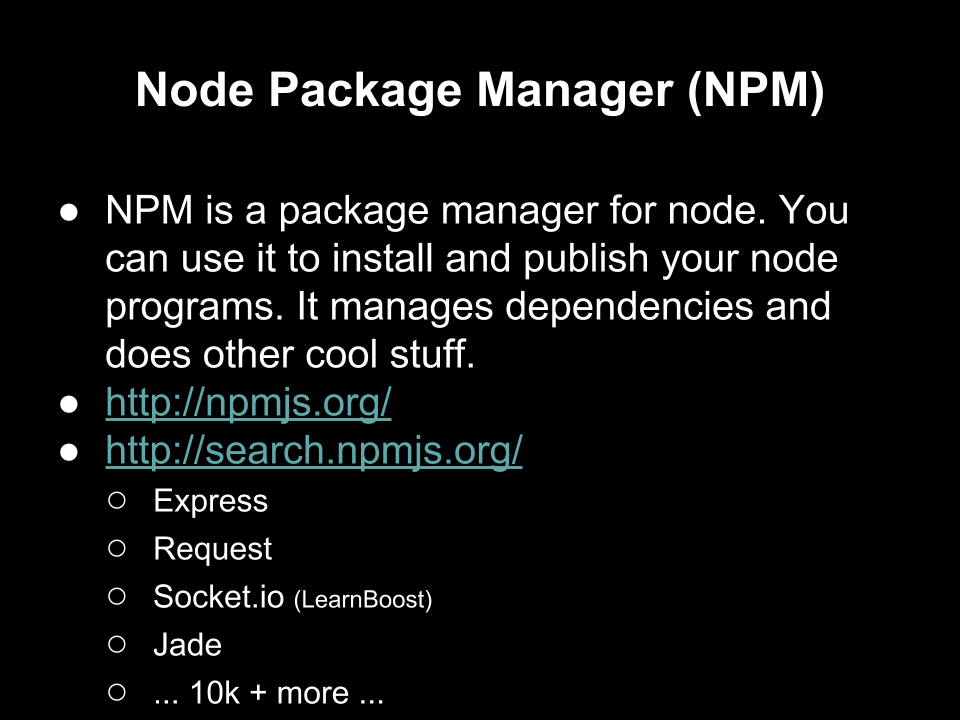 Node Package Manager (NPM)
● NPM is a package manager for node. You
can use it to install and publish your node
programs. It manages dependencies and
does other cool stuff.
● http://npmjs.org/
● http://search.npmjs.org/
○ Express
○ Request
○ Socket.io (LearnBoost)
○ Jade
○ ... 10k + more ...